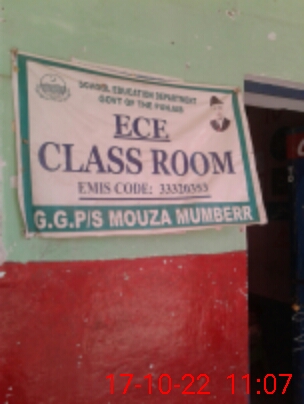 SCHOOL EDUCATION DEPARTMENT
GOVT OF THE PUNJAB
ECE
CLASS ROOM
EMIS CODE: 33320353
G.G.P/S MOUZA MUMBERR
17-10-22 11:07